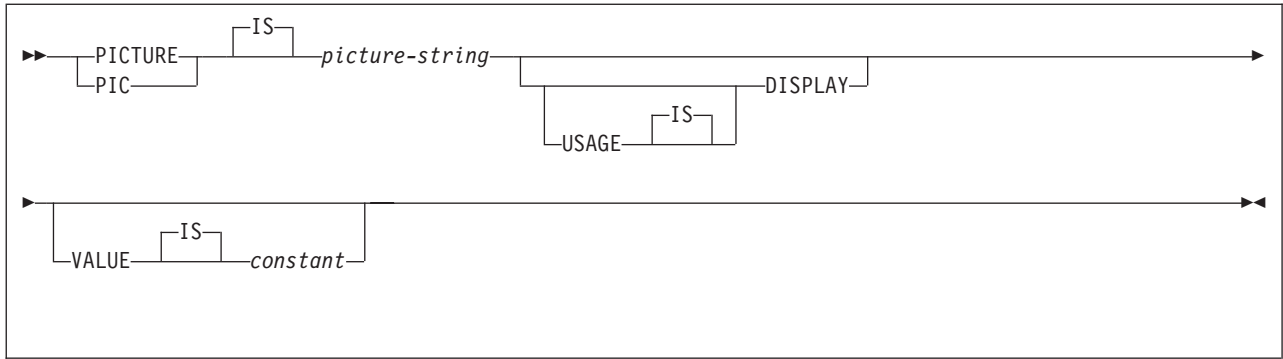 IS
PICTURE picture-string
PIC DISPLAY
IS
USAGE
IS
VALUE constant